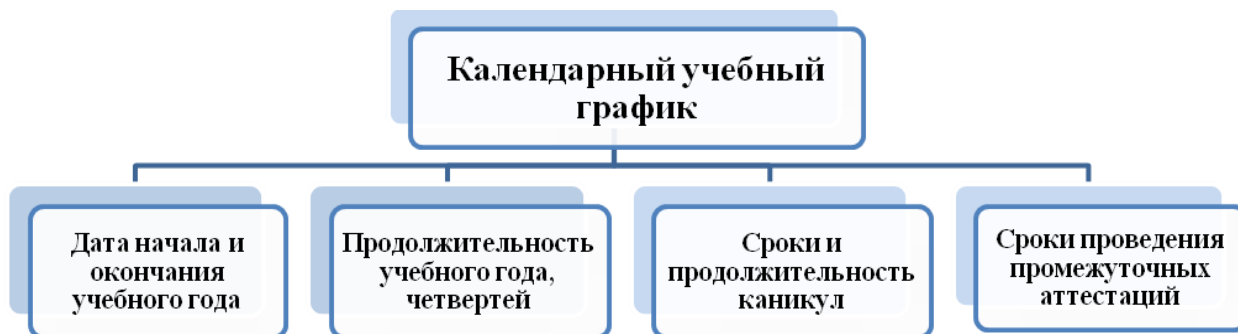 Календарный учебный
график
Дата начала и
окончания
учебного года
Продолжительность
учебного года,
четвертей
Сроки и
продолжительность
каникул
Сроки проведения
промежуточных
аттестаций